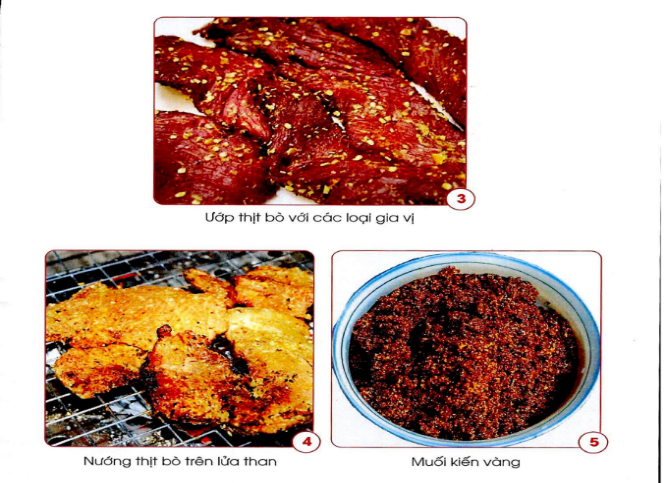 3
Ướp thịt bò với các loại gia vị
4
Nướng thịt bò trên lửa than
5
Muối kiến vàng